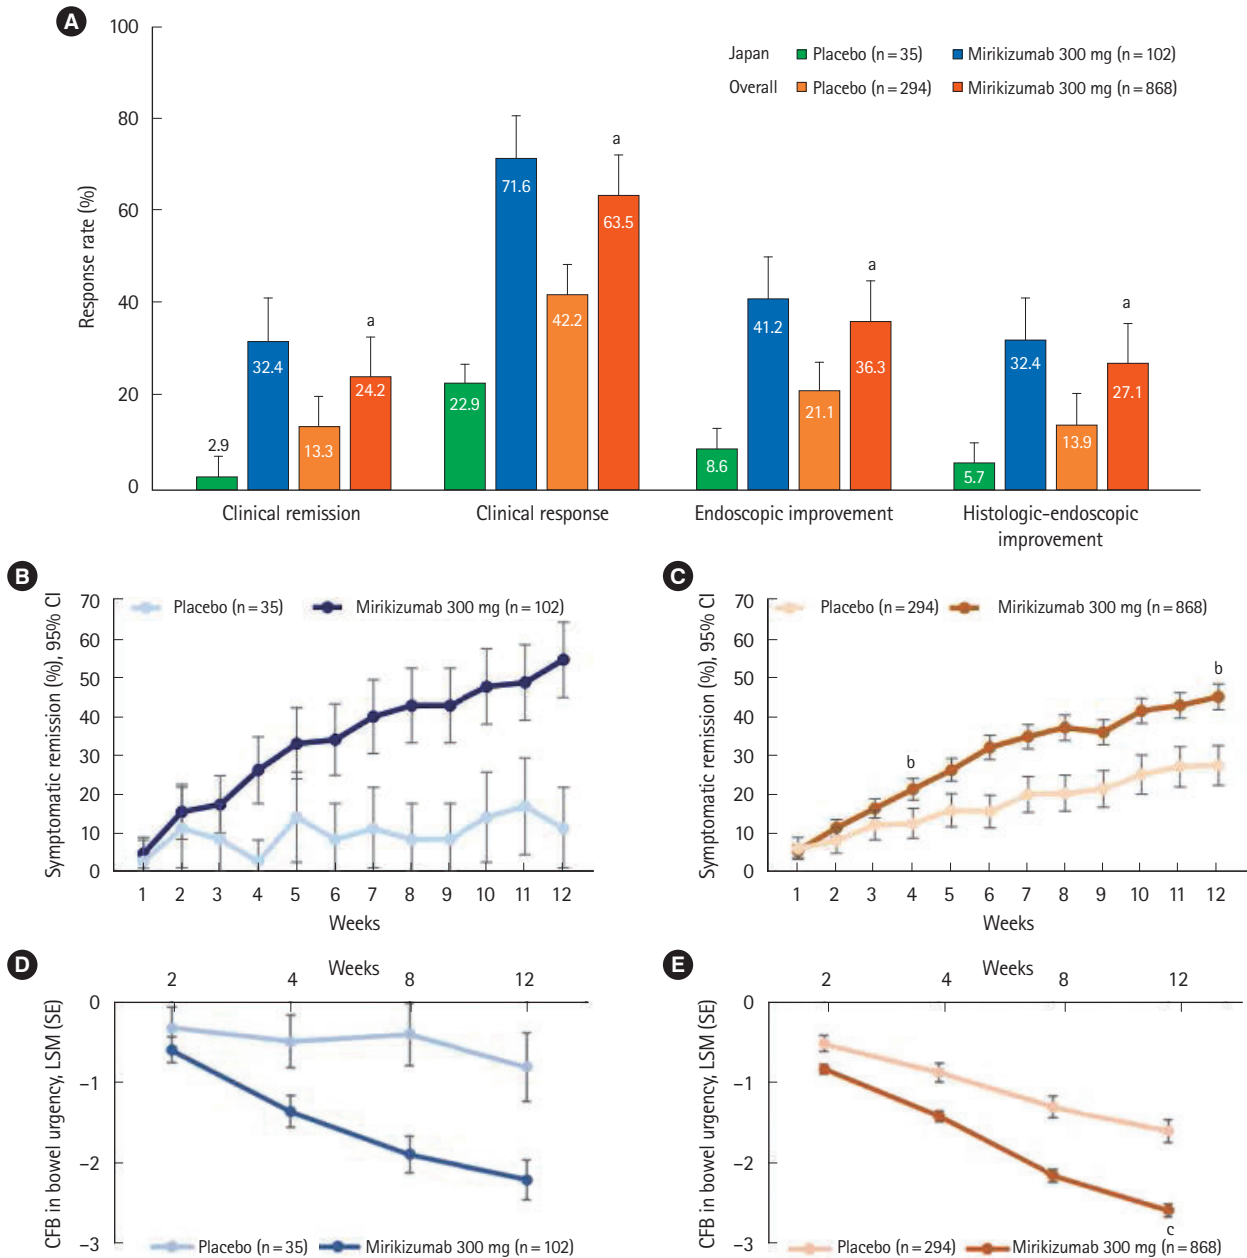 A
100
80
60
40
20
0
Response rate (%)
Japan Placebo (n=35) Mirikizumab 300 mg (n=102)
Overall Placebo (n=294) Mirikizumab 300 mg (n=868)
2.9 32.4 13.3 24.2 a
22.9 71.6 42.2 63.5 a
8.6 41.2 21.1 36.3 a
5.7 32.4 13.9 27.1 a
Clinical remission
Clinical response
Endoscopic improvement
Histologic-endoscopic
improvement
B
Symptomatic remission (%), 95% CI
Placebo (n=35) Mirikizumab 300 mg (n=102)
70
60
50
40
30
20
10
0
1 2 3 4 5 6 7 8 9 10 11 12
Weeks
C
Symptomatic remission (%), 95% CI
Placebo (n=294) Mirikizumab 300 mg (n=868)
70
60
50
40
30
20
10
0
b
b
1 2 3 4 5 6 7 8 9 10 11 12
Weeks
D
Weeks
2 4 8 12
CFB in bowel urgency, LSM (SE)
0
−1
−2
−3
Placebo (n=35) Mirikizumab 300 mg (n=102)
E
Weeks
2 4 8 12
CFB in bowel urgency, LSM (SE)
0
−1
−2
−3
c
Placebo (n=294) Mirikizumab 300 mg (n=868)